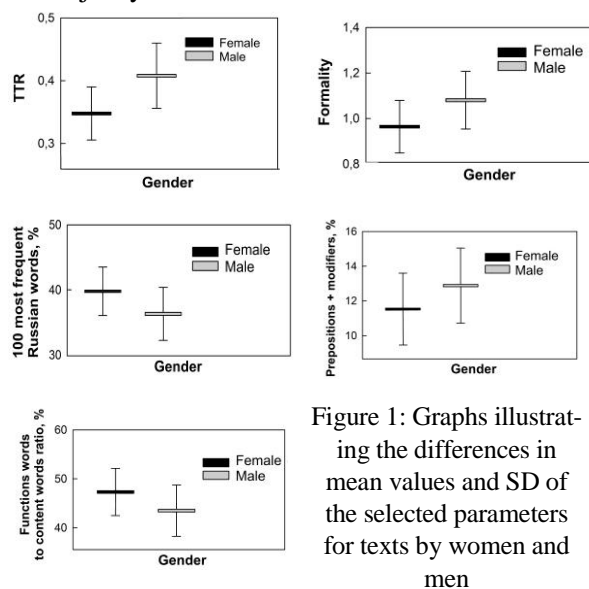 0,5
0,4
0,3
TTR
Female
Male
Gender
1,4
1,2
1,0
0,8
Formality
Female
Male
Gender
50
40
30
100 most frequent
Russian words, %
Female
Male
Gender
16
14
12
10
Prepositions + modifiers, %
Female
Male
Gender
60
50
40
Functions words
to content words ratio, %
Female
Male
Gender
Figure 1: Graphs illustrat-
ing the differences in
mean values and SD of
the selected parameters
for texts by women and
men